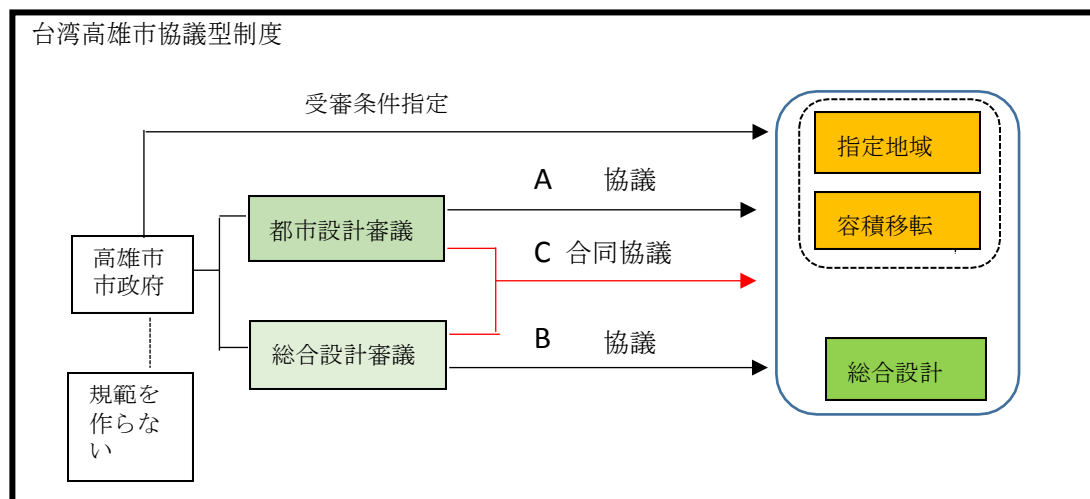 台湾高雄市協議型制度
受審条件指定
指定地域
A 協議
都市設計審議
容積移転
高雄市
市政府
C 合同協議
総合設計審議
B 協議
総合設計
規範を
作らな
い